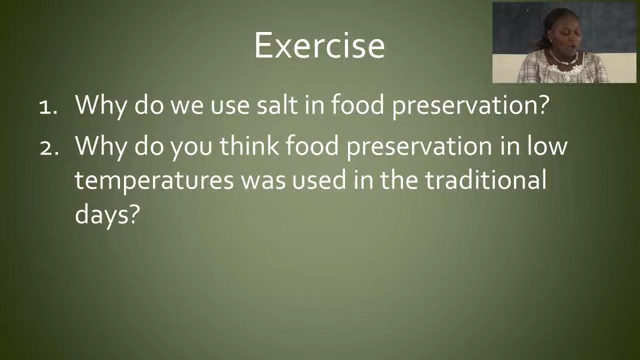 Exercise
1. Why do we use salt in food preservation?
2. Why do you think food preservation in low
temperatures was used in the traditional
days?